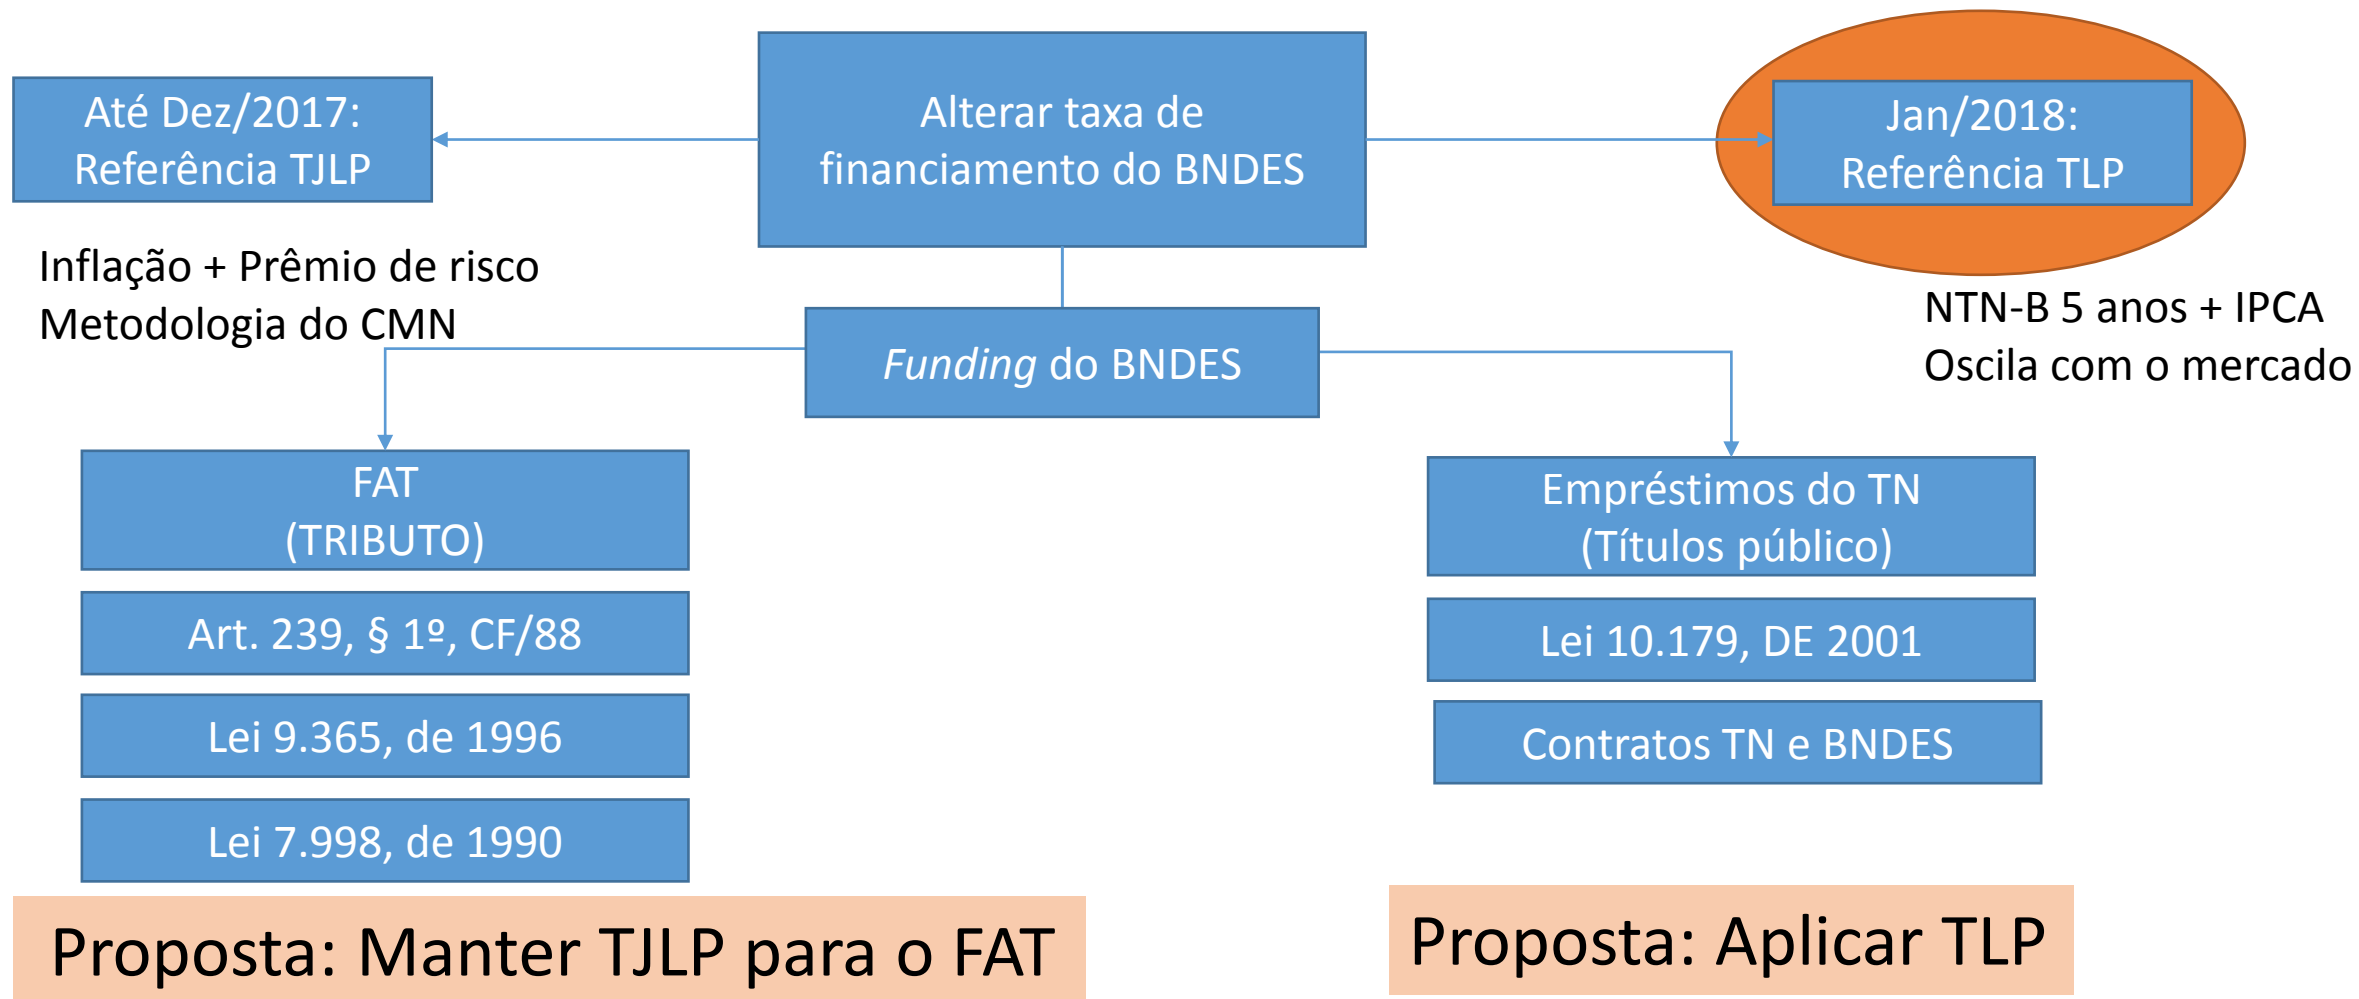 Até Dez/2017:
Referência TJLP
Alterar taxa de
financiamento do BNDES
Jan/2018:
Referência TLP
Inflação + Prêmio de risco
Metodologia do CMN
NTN-B 5 anos + IPCA
Oscila com o mercado
Funding do BNDES
FAT
(TRIBUTO)
Art. 239, § 1º, CF/88
Lei 9.365, de 1996
Lei 7.998, de 1990
Empréstimos do TN
(Títulos público)
Lei 10.179, DE 2001
Contratos TN e BNDES
Proposta: Manter TJLP para o FAT
Proposta: Aplicar TLP